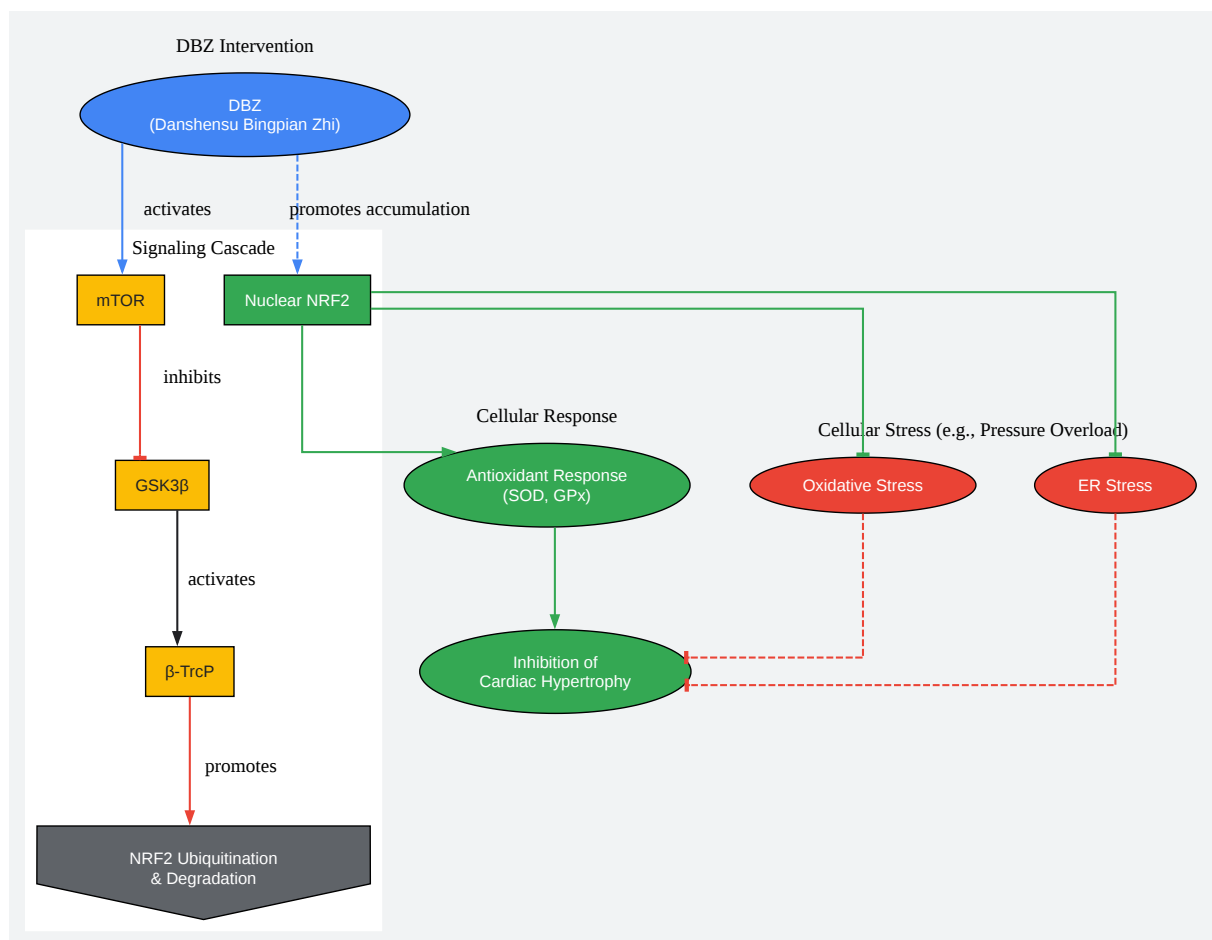 DBZ Intervention
DBZ
(Danshensu Bingpian Zhi)
activates
promotes accumulation
Signaling Cascade
mTOR
Nuclear NRF2
inhibits
Cellular Response
Cellular Stress (e.g., Pressure Overload)
GSK3β
Antioxidant Response
(SOD, GPx)
Oxidative Stress
ER Stress
activates
β-TrcP
Inhibition of
Cardiac Hypertrophy
promotes
NRF2 Ubiquitination
& Degradation